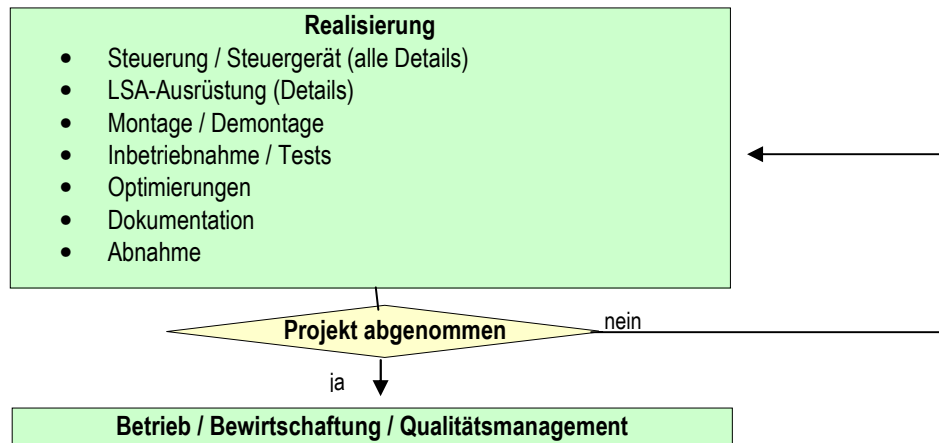 Realisierung
• Steuerung / Steuergerät (alle Details)
• LSA-Ausrüstung (Details)
• Montage / Demontage
• Inbetriebnahme / Tests
• Optimierungen
• Dokumentation
• Abnahme
Projekt abgenommen
nein
ja
Betrieb / Bewirtschaftung / Qualitätsmanagement